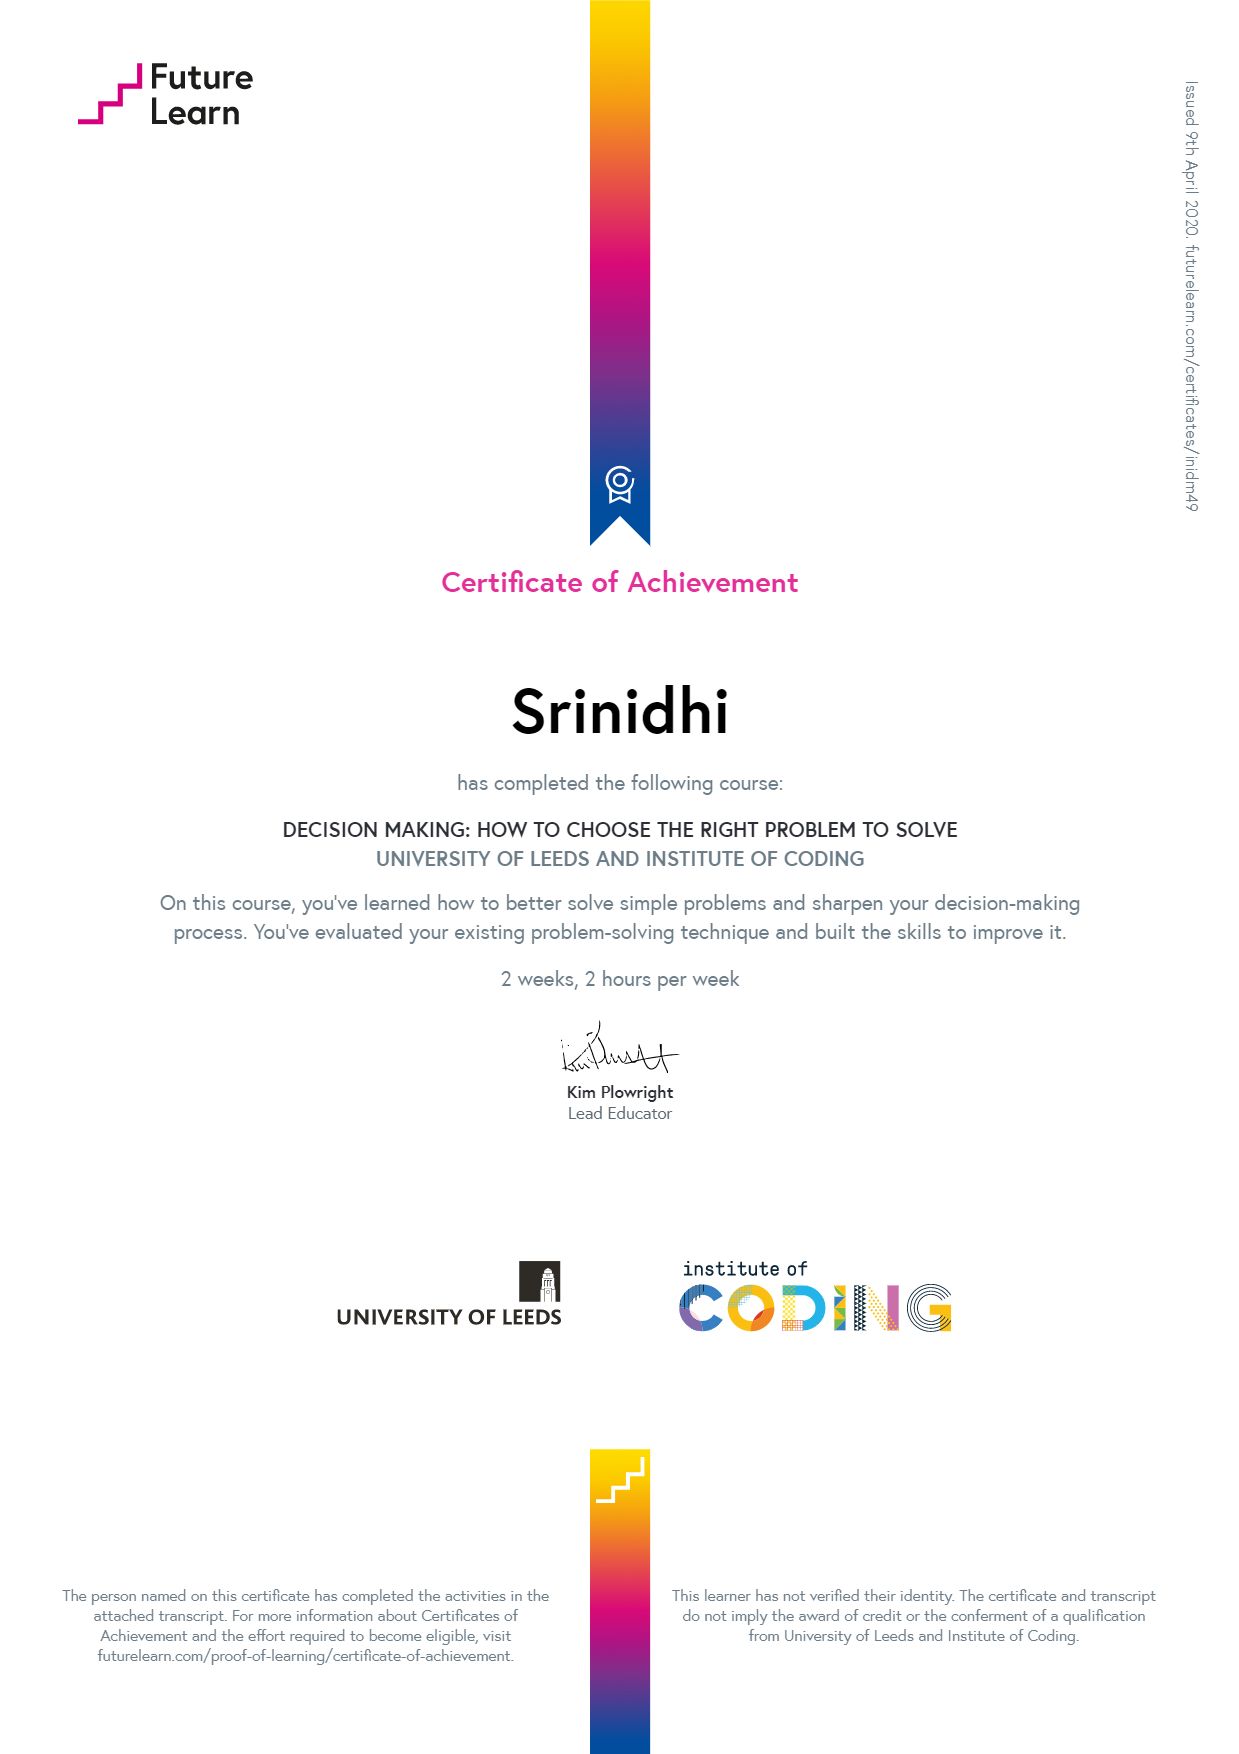 Future
Learn
Issued 9th April 2020. futurelearn.com/certificates/inidm49
Certificate of Achievement
Srinidhi
has completed the following course:
DECISION MAKING: HOW TO CHOOSE THE RIGHT PROBLEM TO SOLVE
UNIVERSITY OF LEEDS AND INSTITUTE OF CODING
On this course, you've learned how to better solve simple problems and sharpen your decision-making
process. You've evaluated your existing problem-solving technique and built the skills to improve it.
2 weeks, 2 hours per week
Kim Plowright
Lead Educator
UNIVERSITY OF LEEDS
institute of
CODING
The person named on this certificate has completed the activities in the
attached transcript. For more information about Certificates of
Achievement and the effort required to become eligible, visit
futurelearn.com/proof-of-learning/certificate-of-achievement.
This learner has not verified their identity. The certificate and transcript
do not imply the award of credit or the conferment of a qualification
from University of Leeds and Institute of Coding.